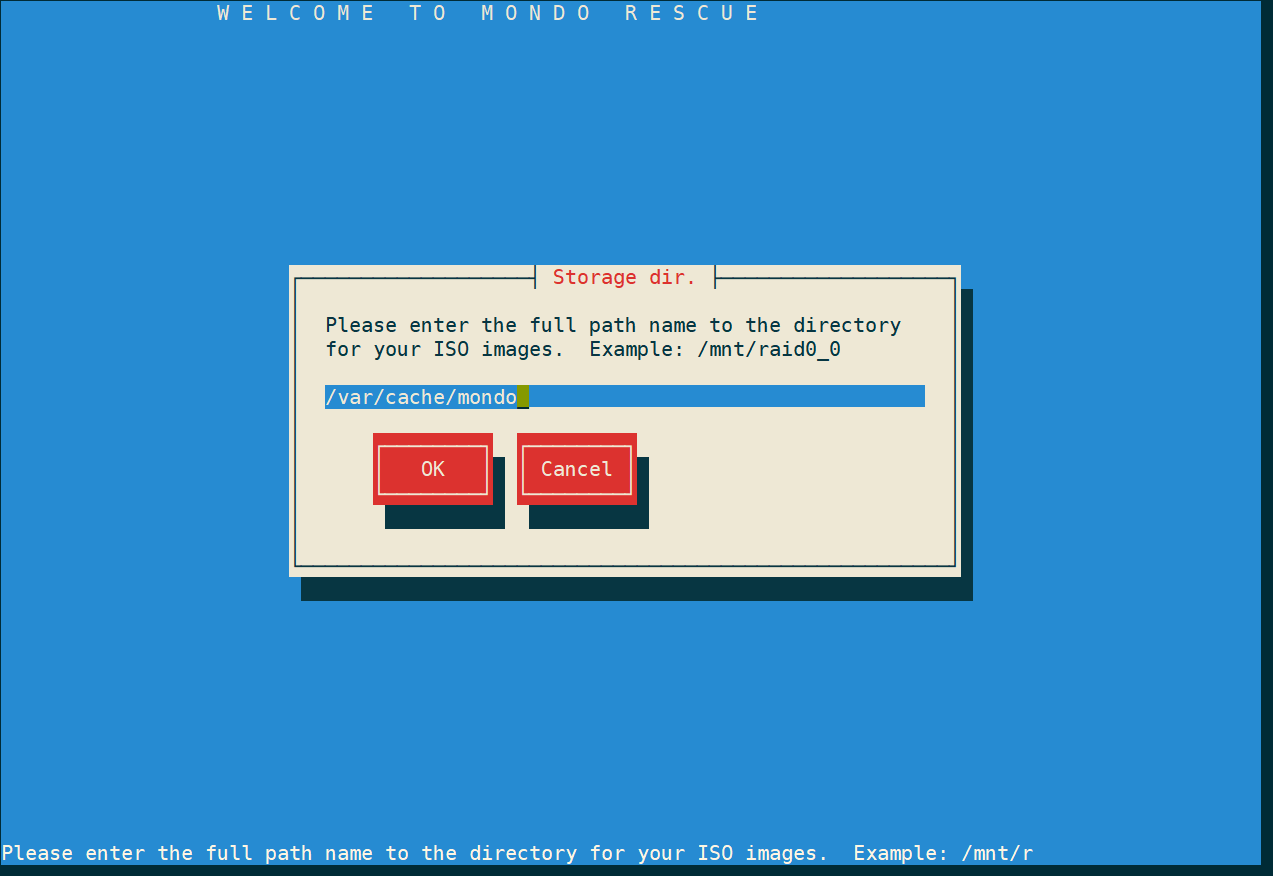 W E L C O M E   T O   M O N D O   R E S C U E
Storage dir.
Please enter the full path name to the directory
for your ISO images.  Example: /mnt/raid0_0
/var/cache/mondo
OK
Cancel
Please enter the full path name to the directory for your ISO images.  Example: /mnt/r